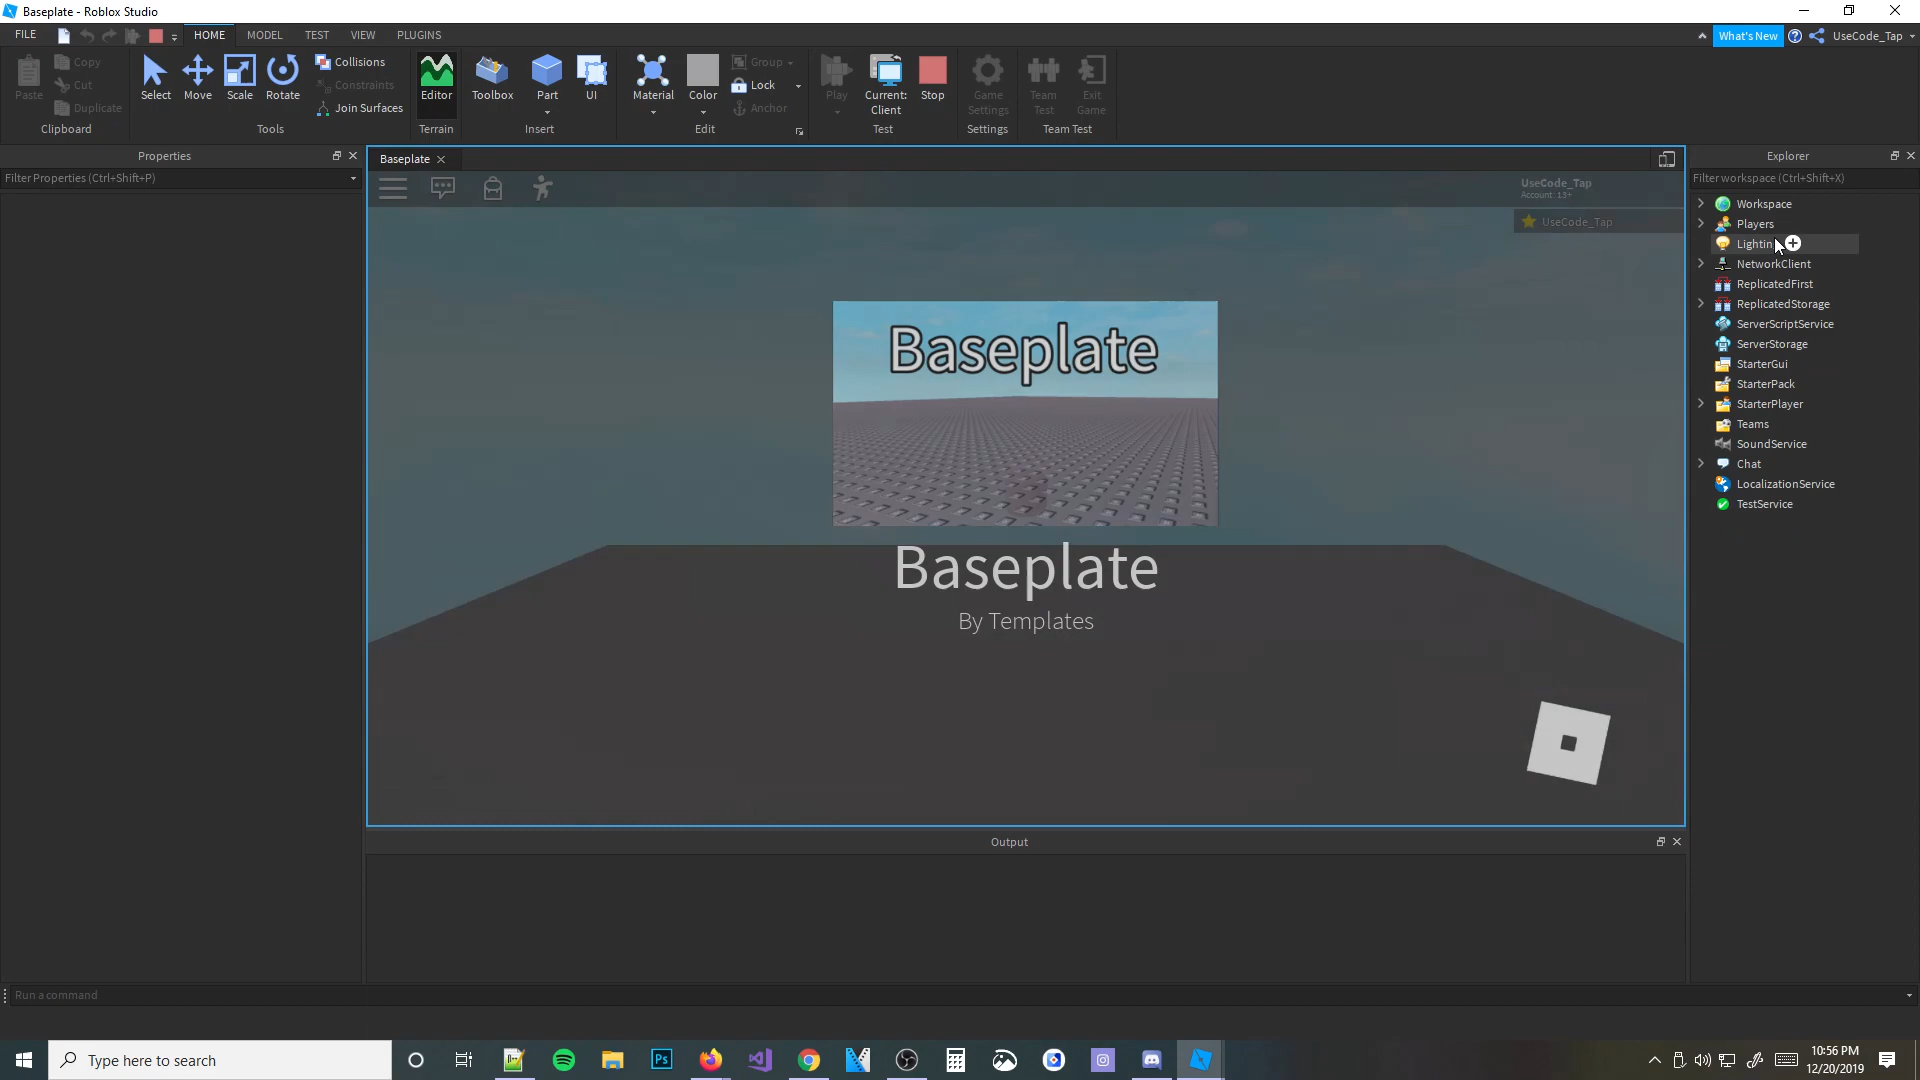 Baseplate - Roblox Studio
FILE HOME MODEL TEST VIEW PLUGINS What's New UseCode_Tap
Paste Copy Cut Duplicate Clipboard
Select Move Scale Rotate Collisions Constraints Join Surfaces Tools
Editor Terrain
Toolbox Part UI Insert
Material Color Group Lock Anchor Edit
Play Current: Client Stop Test
Game Settings Settings
Team Test Exit Game Team Test
Properties
Filter Properties (Ctrl+Shift+P)
Baseplate
UseCode_Tap
Account: 13+
UseCode_Tap
Baseplate
Baseplate
By Templates
Explorer
Filter workspace (Ctrl+Shift+X)
Workspace
Players
Lightin
NetworkClient
ReplicatedFirst
ReplicatedStorage
ServerScriptService
ServerStorage
StarterGui
StarterPack
StarterPlayer
Teams
SoundService
Chat
LocalizationService
TestService
Output
Run a command
Type here to search
Ps
10:56 PM
12/20/2019